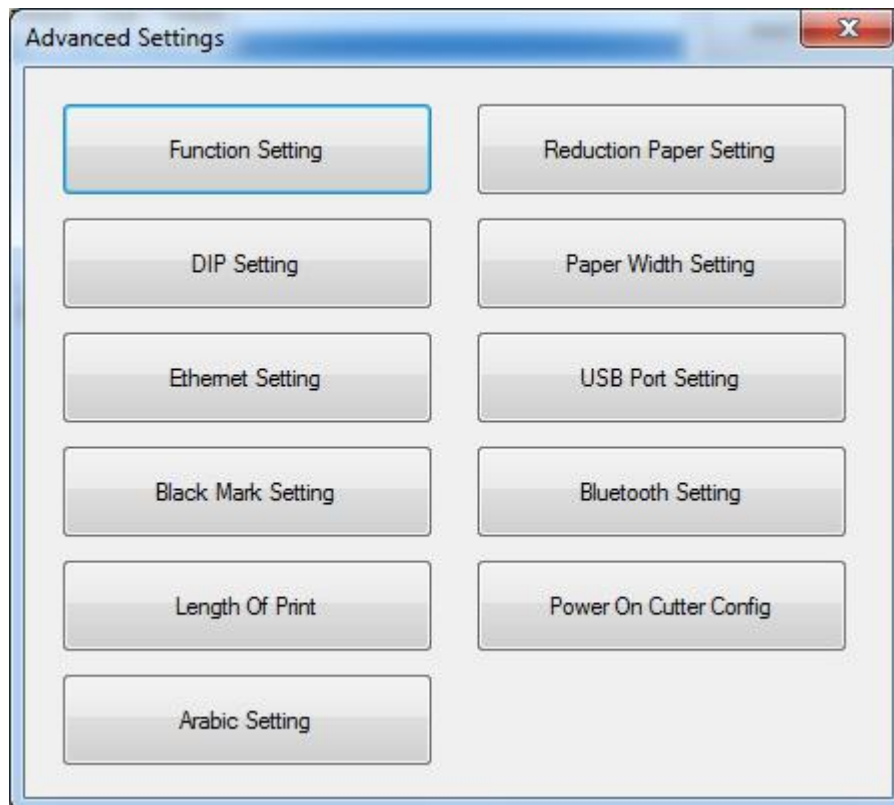 Advanced Settings
Function Setting
Reduction Paper Setting
DIP Setting
Paper Width Setting
Ethernet Setting
USB Port Setting
Black Mark Setting
Bluetooth Setting
Length Of Print
Power On Cutter Config
Arabic Setting